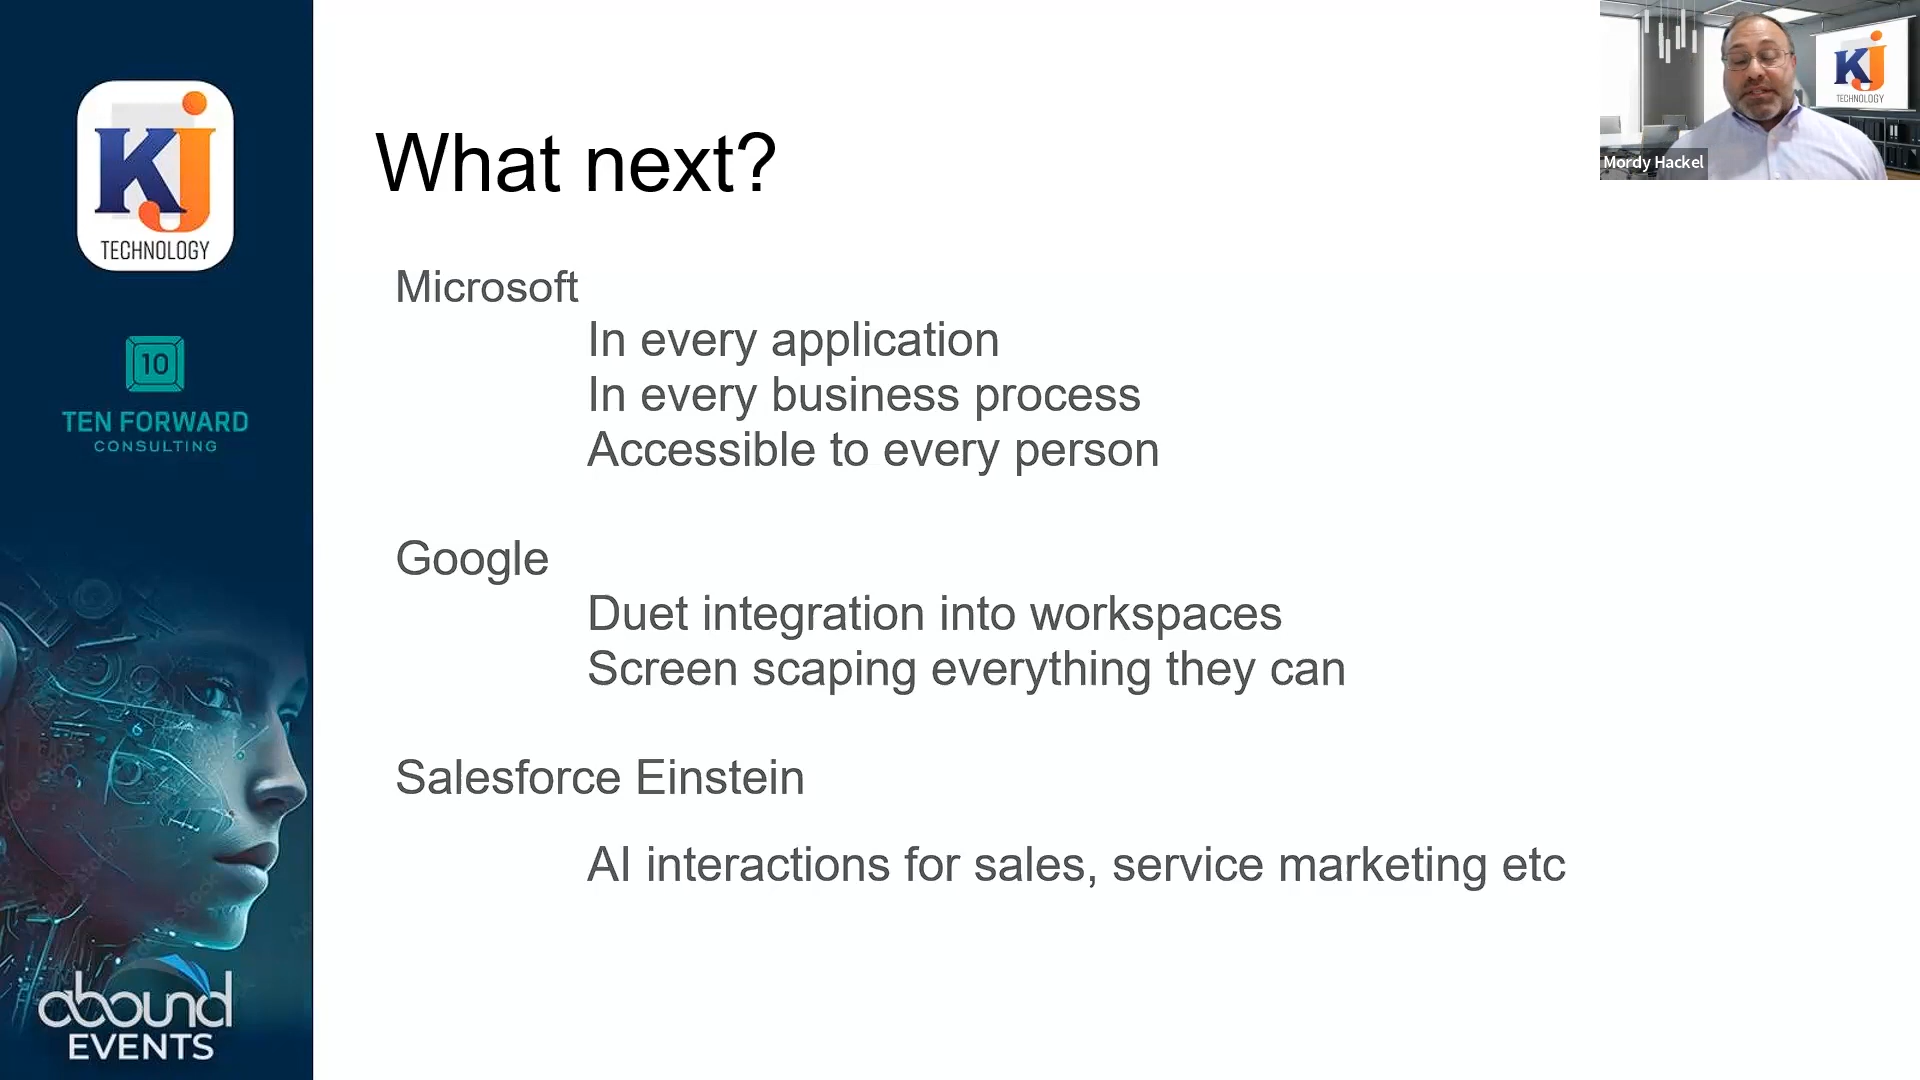 KJ
TECHNOLOGY
10
TEN FORWARD
CONSULTING
abound
EVENTS
What next?
Microsoft
In every application
In every business process
Accessible to every person
Google
Duet integration into workspaces
Screen scaping everything they can
Salesforce Einstein
AI interactions for sales, service marketing etc
KJ
TECHNOLOGY
Mordy Hackel